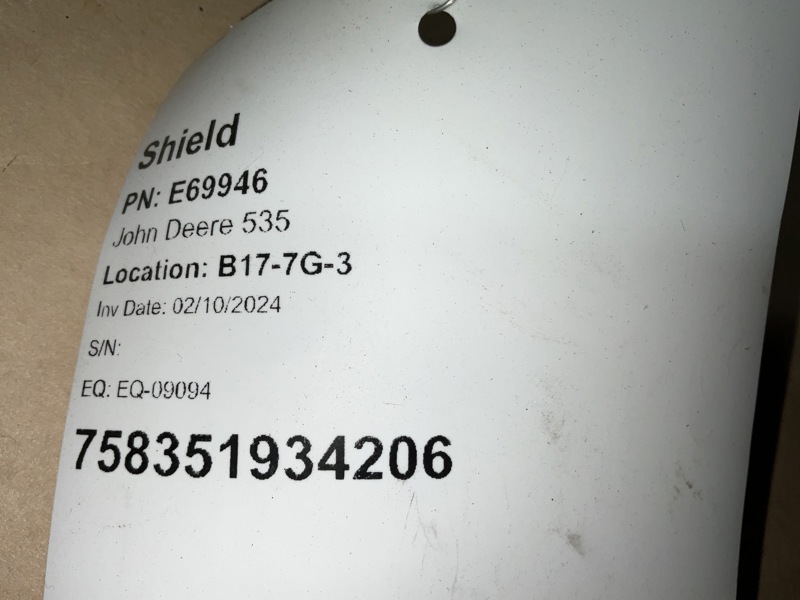 Shield
PN: E69946
John Deere 535
Location: B17-7G-3
Inv Date: 02/10/2024
S/N:
EQ: EQ-09094
758351934206